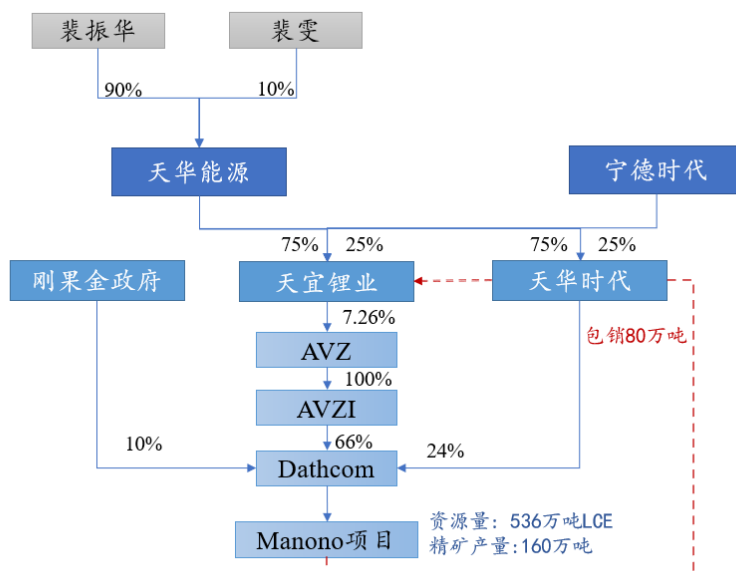 裴振华
裴雯
90%
10%
天华能源
宁德时代
75%
25%
75%
25%
刚果金政府
天宜锂业
天华时代
7.26%
包销80万吨
AVZ
100%
AVZI
10%
66%
24%
Dathcom
Manono项目
资源量：536万吨LCE
精矿产量:160万吨